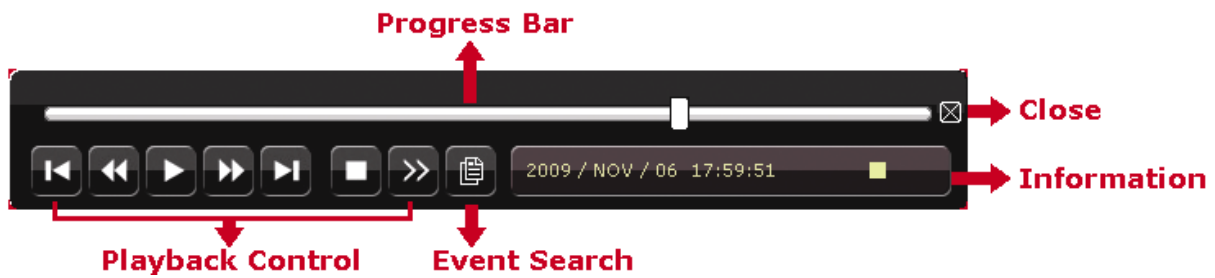 Progress Bar
Close
2009 / NOV / 06 17:59:51
Information
Playback Control
Event Search